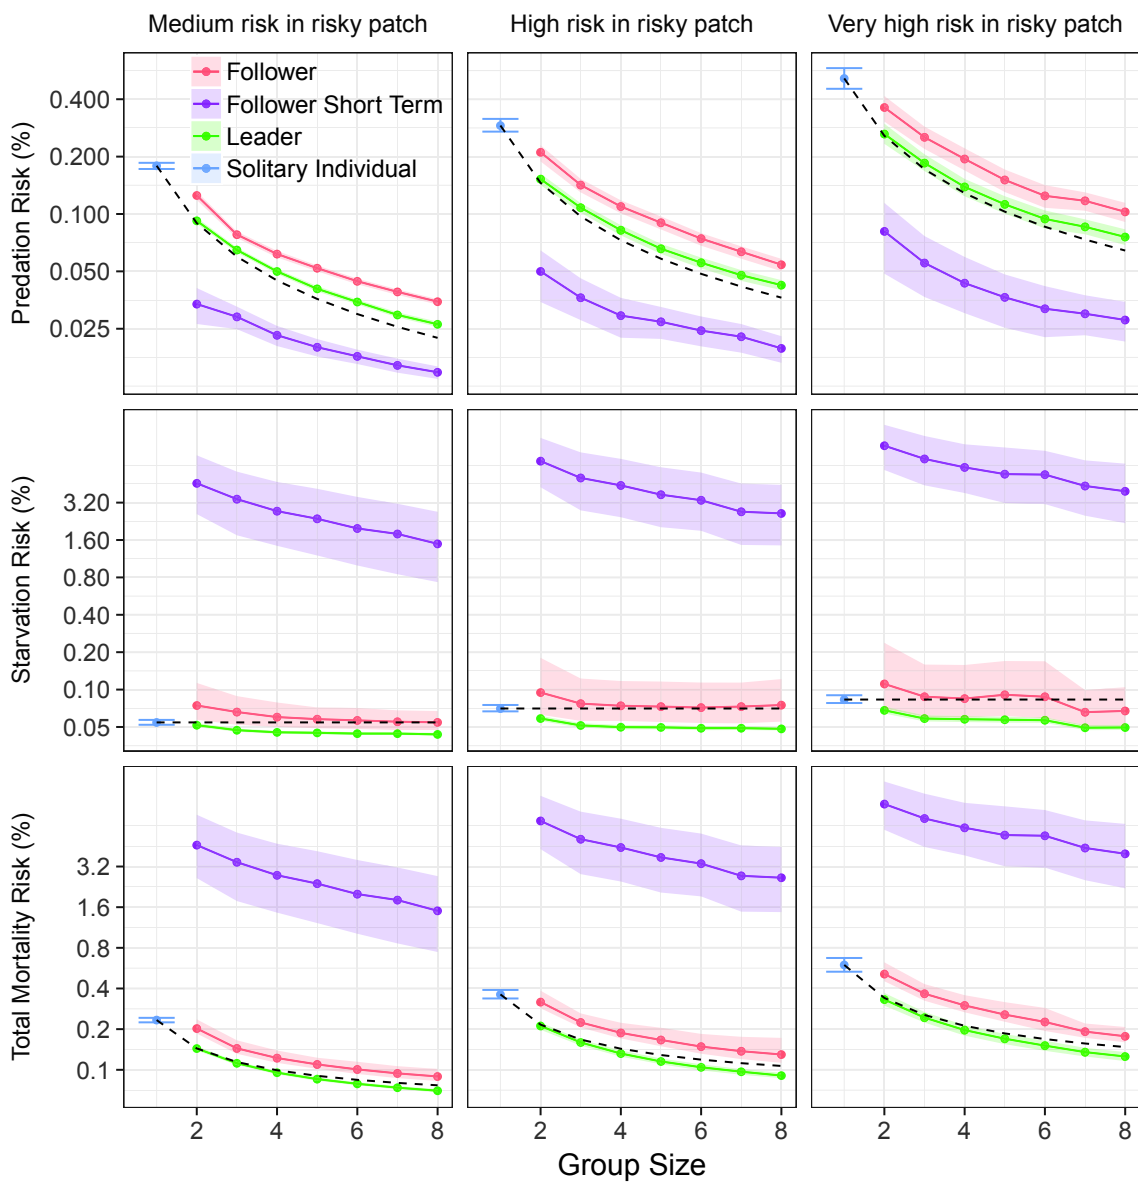 Medium risk in risky patch
High risk in risky patch
Very high risk in risky patch
Predation Risk (%)
0.400
0.200
0.100
0.050
0.025
Follower
Follower Short Term
Leader
Solitary Individual
Starvation Risk (%)
3.20
1.60
0.80
0.40
0.20
0.10
0.05
Total Mortality Risk (%)
3.2
1.6
0.8
0.4
0.2
0.1
2 4 6 8
2 4 6 8
2 4 6 8
Group Size